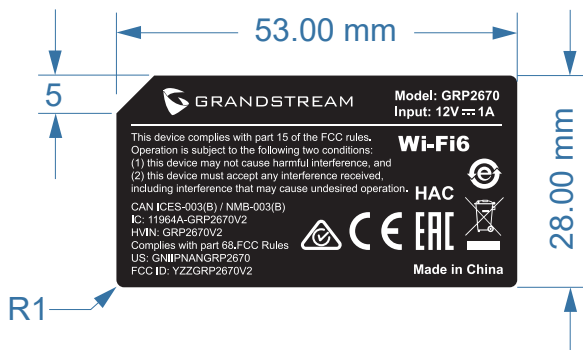 53.00 mm
5
28.00 mm
R1
GRANDSTREAM
Model: GRP2670
Input: 12V⎓1A
This device complies with part 15 of the FCC rules.
Operation is subject to the following two conditions:
(1) this device may not cause harmful interference, and
(2) this device must accept any interference received,
including interference that may cause undesired operation.
Wi-Fi6
HAC
CAN ICES-003(B) / NMB-003(B)
IC: 11964A-GRP2670V2
HVIN: GRP2670V2
Complies with part 68.FCC Rules
US: GNIIPNANGRP2670
FCC ID: YZZGRP2670V2
CE
EAC
Made in China